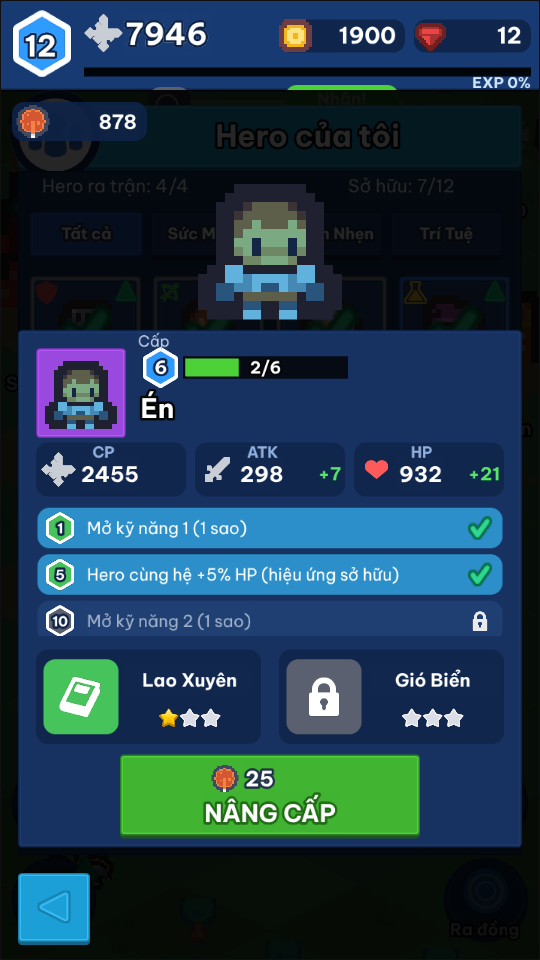 12
7946
1900
12
EXP 0%
878
Nhận!
Hero của tôi
Hero ra trận: 4/4
Sở hữu: 7/12
Tất cả
Sức M
n Nhẹn
Trí Tuệ
Cấp
6
2/6
Én
CP
2455
ATK
298
+7
HP
932
+21
1
Mở kỹ năng 1 (1 sao)
5
Hero cùng hệ +5% HP (hiệu ứng sở hữu)
10
Mở kỹ năng 2 (1 sao)
Lao Xuyên
Gió Biển
25
NÂNG CẤP
Ra đồng